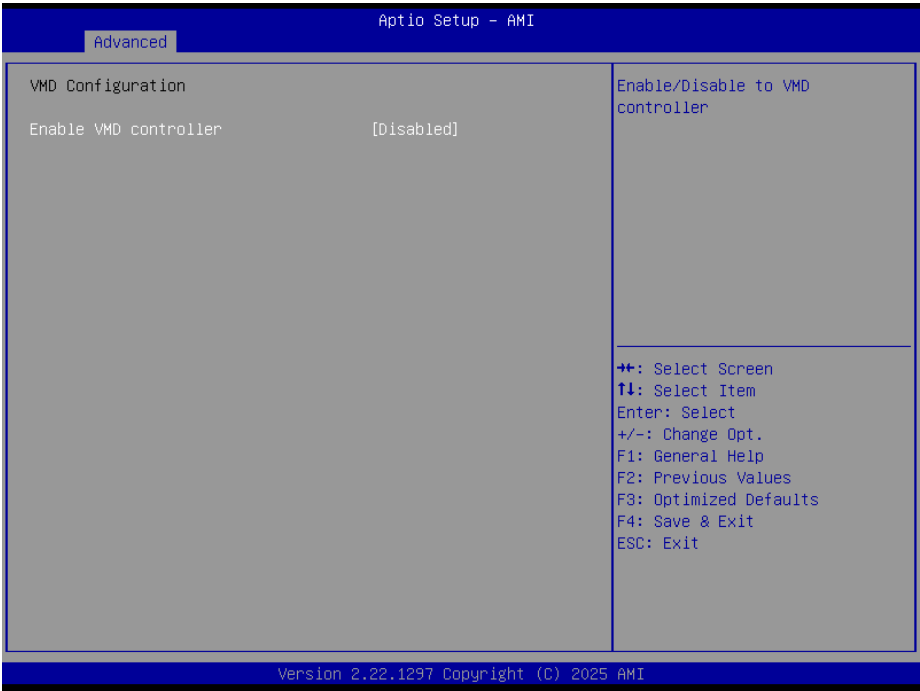 Aptio Setup - AMI
Advanced
VMD Configuration
Enable VMD controller [Disabled]
Enable/Disable to VMD
controller
→←: Select Screen
↑↓: Select Item
Enter: Select
+/-: Change Opt.
F1: General Help
F2: Previous Values
F3: Optimized Defaults
F4: Save & Exit
ESC: Exit
Version 2.22.1297 Copyright (C) 2025 AMI